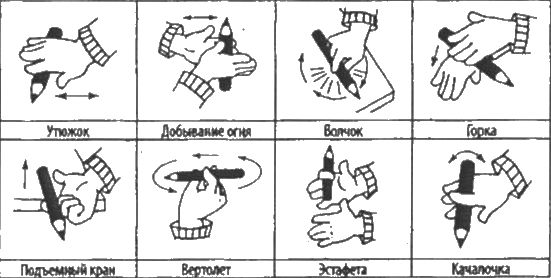 Утюжок
Добывание огня
Волчок
Горка
Подъемный кран
Вертолет
Эстафета
Качалочка